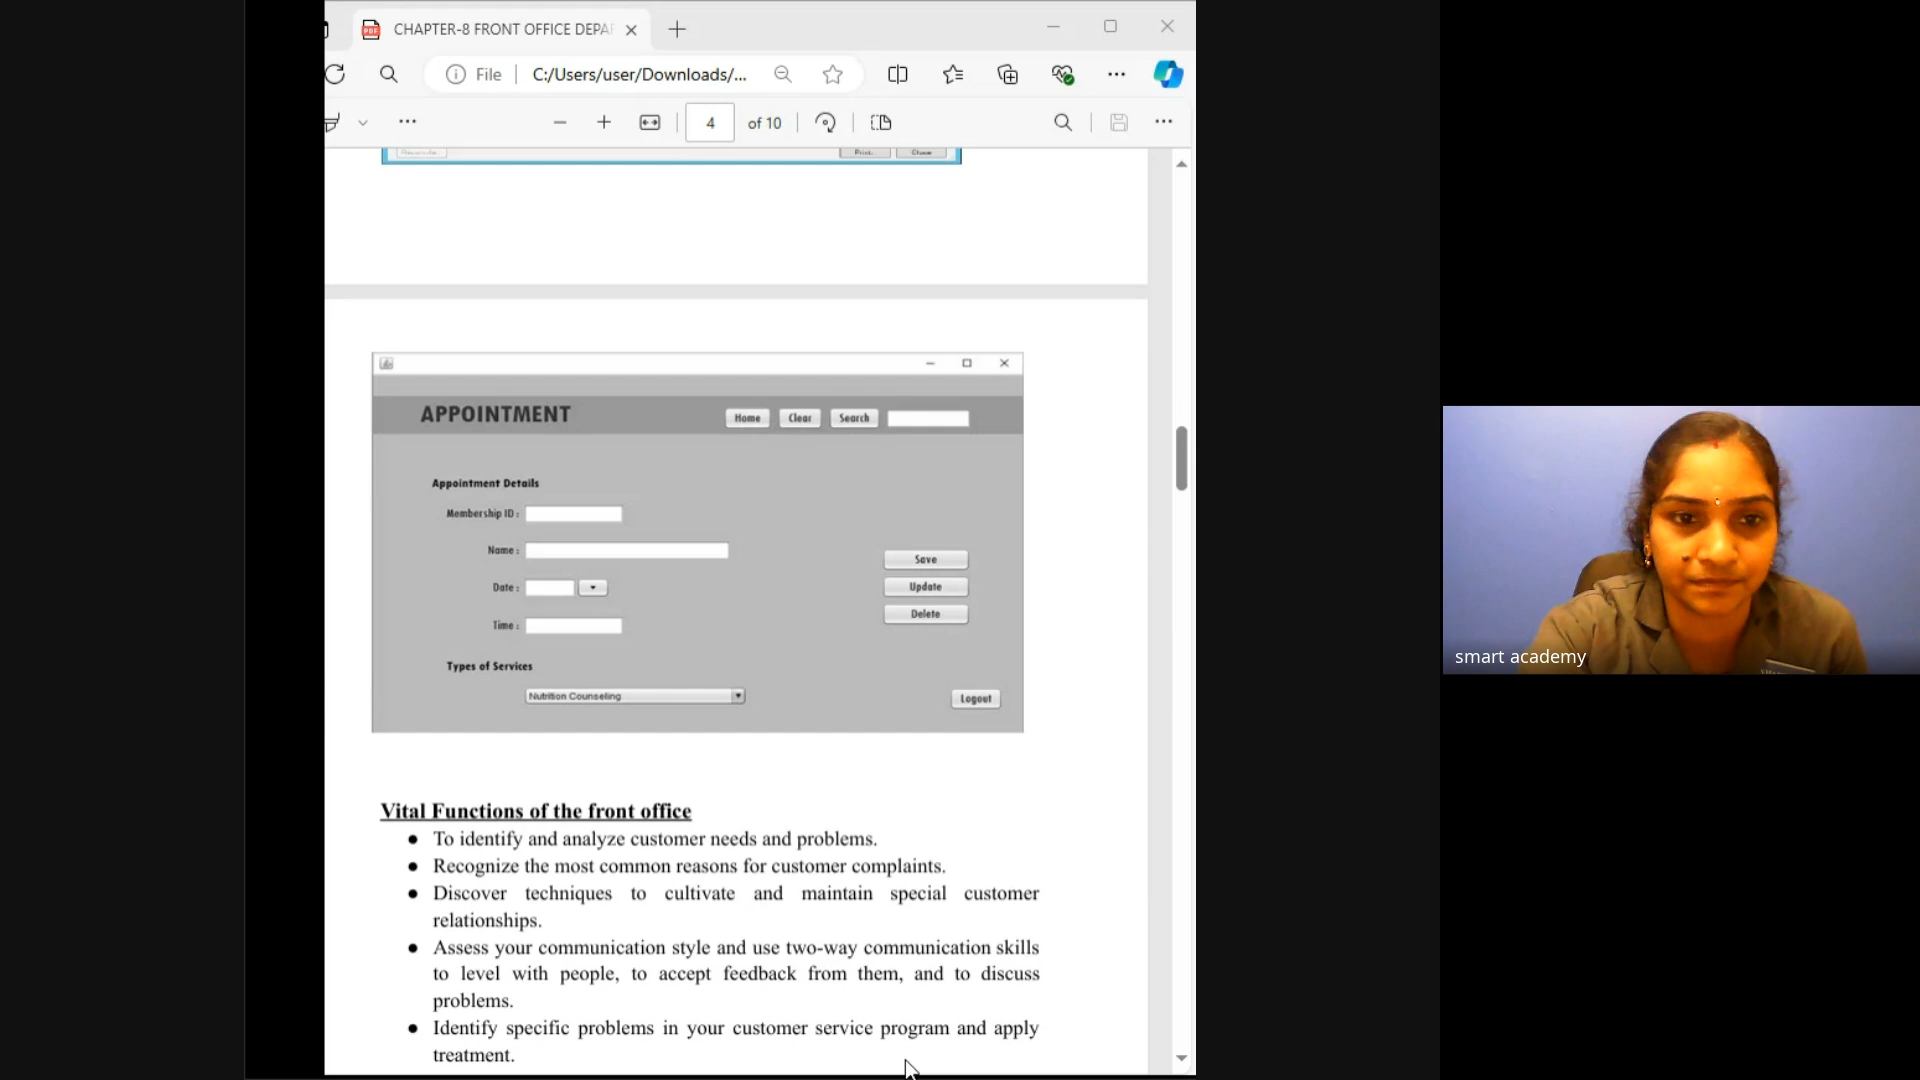 CHAPTER-8 FRONT OFFICE DEPA
File C:/Users/user/Downloads/...
4 of 10
Print Close
APPOINTMENT
Home Clear Search
Appointment Details
Membership ID :
Name :
Save
Date :
Update
Delete
Time :
Types of Services
Nutrition Counseling
Logout
Vital Functions of the front office
● To identify and analyze customer needs and problems.
● Recognize the most common reasons for customer complaints.
● Discover techniques to cultivate and maintain special customer
relationships.
● Assess your communication style and use two-way communication skills
to level with people, to accept feedback from them, and to discuss
problems.
● Identify specific problems in your customer service program and apply
treatment.
smart academy